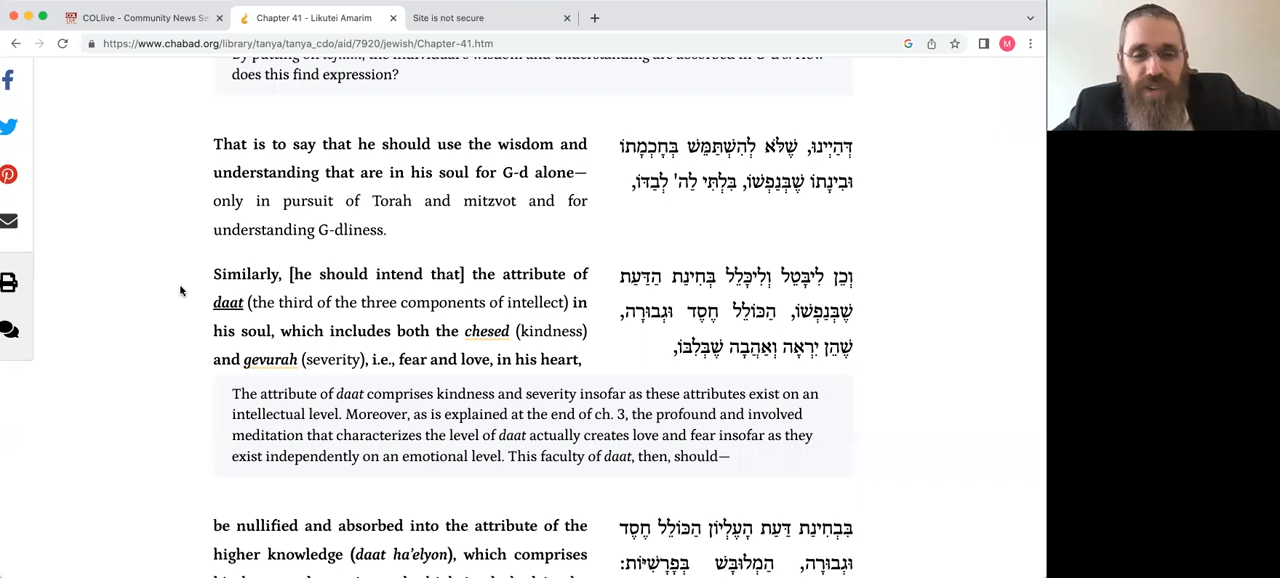 COLlive - Community News Se
Chapter 41 - Likutei Amarim
Site is not secure
https://www.chabad.org/library/tanya/tanya_cdo/aid/7920/jewish/Chapter-41.htm
M
does this find expression?
That is to say that he should use the wisdom and
understanding that are in his soul for G-d alone—
only in pursuit of Torah and mitzvot and for
understanding G-dliness.
דְּהַיְינוּ, שֶׁלֹּא לְהִשְׁתַּמֵּשׁ בְּחָכְמָתוֹ
וּבִינָתוֹ שֶׁבְּנַפְשׁוֹ, בִּלְתִּי לַה' לְבַדּוֹ,
Similarly, [he should intend that] the attribute of
daat (the third of the three components of intellect) in
his soul, which includes both the chesed (kindness)
and gevurah (severity), i.e., fear and love, in his heart,
וְכֵן לִיבָּטֵל וְלִיכָּלֵל בְּחִינַת הַדַּעַת
שֶׁבְּנַפְשׁוֹ, הַכּוֹלֵל חֶסֶד וּגְבוּרָה,
שֶׁהֵן יִרְאָה וְאַהֲבָה שֶׁבְּלִבּוֹ,
The attribute of daat comprises kindness and severity insofar as these attributes exist on an
intellectual level. Moreover, as is explained at the end of ch. 3, the profound and involved
meditation that characterizes the level of daat actually creates love and fear insofar as they
exist independently on an emotional level. This faculty of daat, then, should—
be nullified and absorbed into the attribute of the
higher knowledge (daat ha'elyon), which comprises
בִּבְחִינַת דַּעַת הָעֶלְיוֹן הַכּוֹלֵל חֶסֶד
וּגְבוּרָה, הַמְלוּבָּשׁ בְּפָרָשִׁיּוֹת: